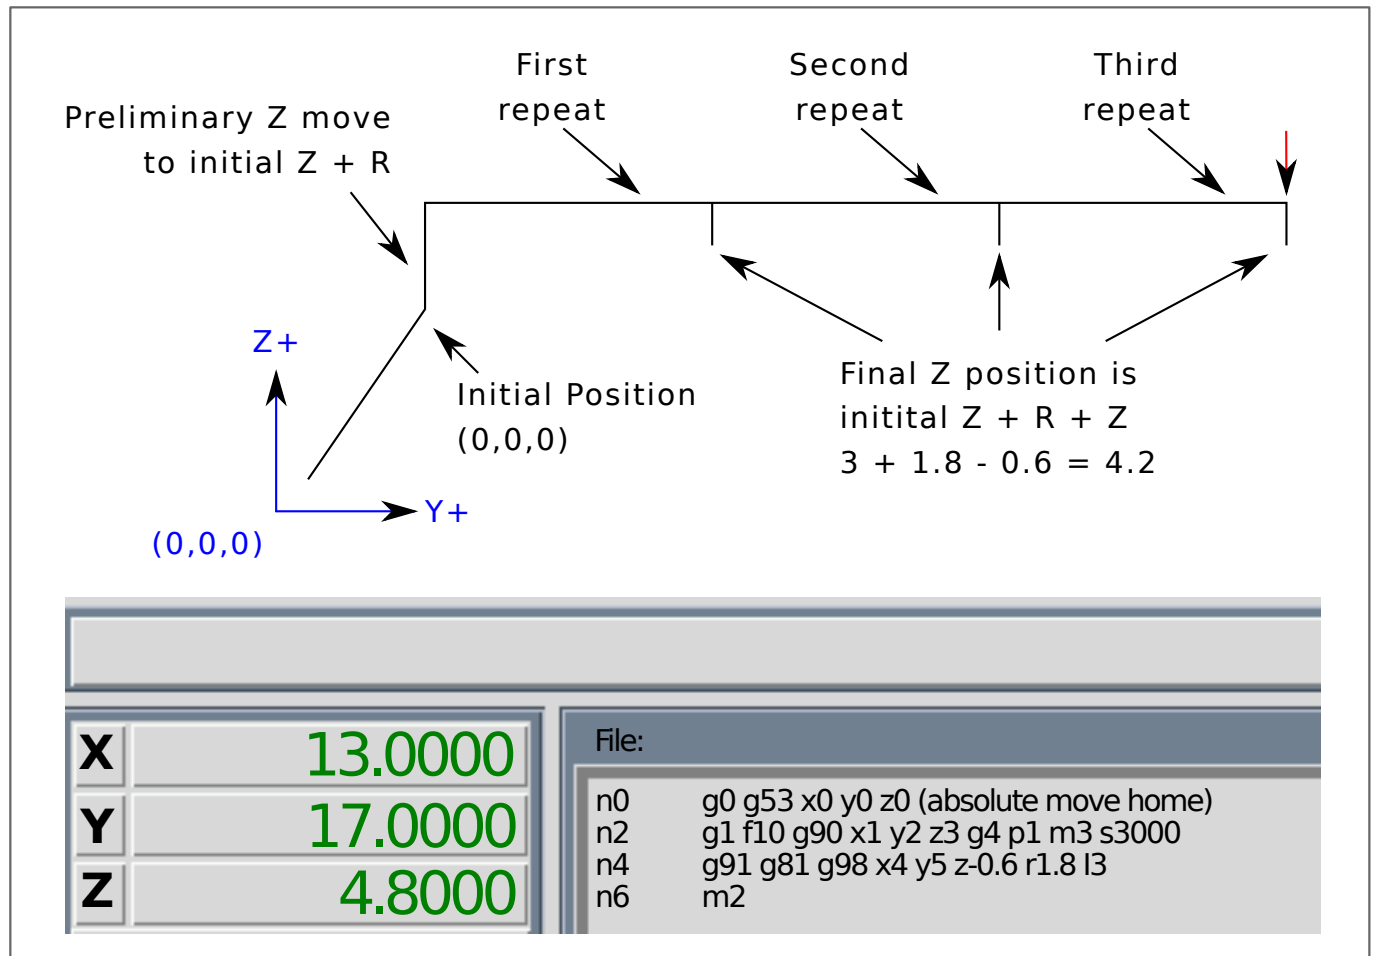 First
repeat
Second
repeat
Third
repeat
Preliminary Z move
to initial Z + R
Z+
Initial Position
(0,0,0)
Final Z position is
initital Z + R + Z
3 + 1.8 - 0.6 = 4.2
Y+
(0,0,0)
X 13.0000
Y 17.0000
Z 4.8000
File:
n0 g0 g53 x0 y0 z0 (absolute move home)
n2 g1 f10 g90 x1 y2 z3 g4 p1 m3 s3000
n4 g91 g81 g98 x4 y5 z-0.6 r1.8 l3
n6 m2